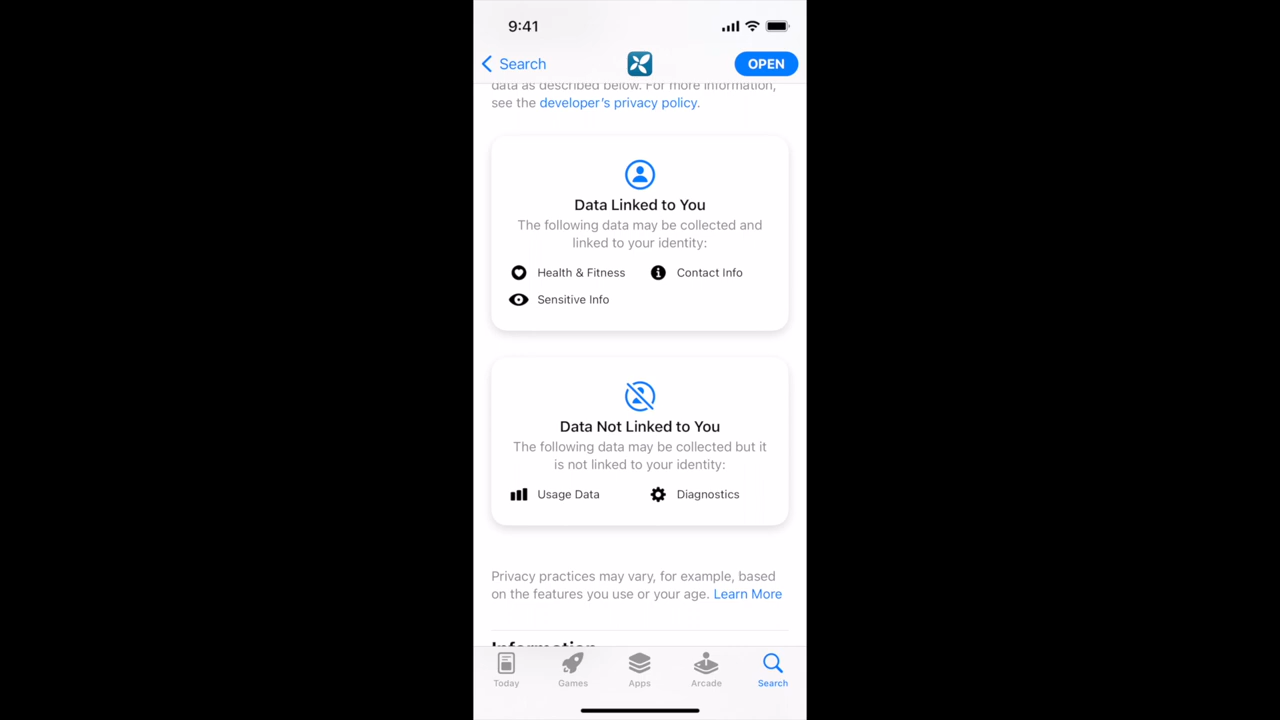 9:41
Search
OPEN
data as described below. For more information,
see the developer's privacy policy.
Data Linked to You
The following data may be collected and
linked to your identity:
Health & Fitness
Contact Info
Sensitive Info
Data Not Linked to You
The following data may be collected but it
is not linked to your identity:
Usage Data
Diagnostics
Privacy practices may vary, for example, based
on the features you use or your age. Learn More
Information
Today
Games
Apps
Arcade
Search